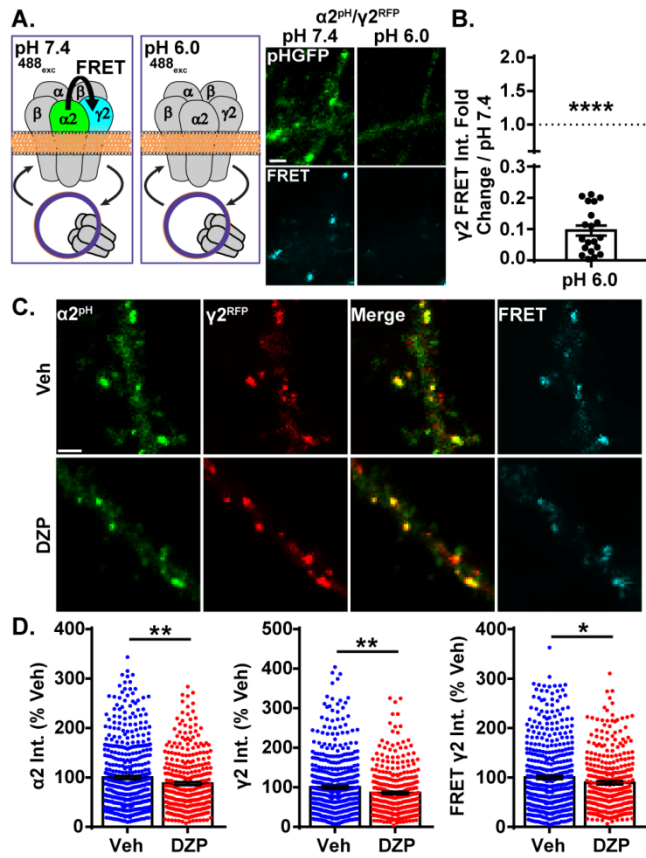 A.
α2pH/γ2RFP
B.
pH 7.4
488exc
FRET
pH 6.0
488exc
pH 7.4
pH 6.0
α
β
β
α2
γ2
α
β
β
α2
γ2
pHGFP
FRET
γ2 FRET Int. Fold
Change / pH 7.4
2.0
1.5
1.0
0.5
0.2
0.1
0.0
****
pH 6.0
C.
α2pH
γ2RFP
Merge
FRET
Veh
DZP
D.
α2 Int. (% Veh)
400
300
200
100
0
**
Veh
DZP
γ2 Int. (% Veh)
500
400
300
200
100
0
**
Veh
DZP
FRET γ2 Int. (% Veh)
400
300
200
100
0
*
Veh
DZP